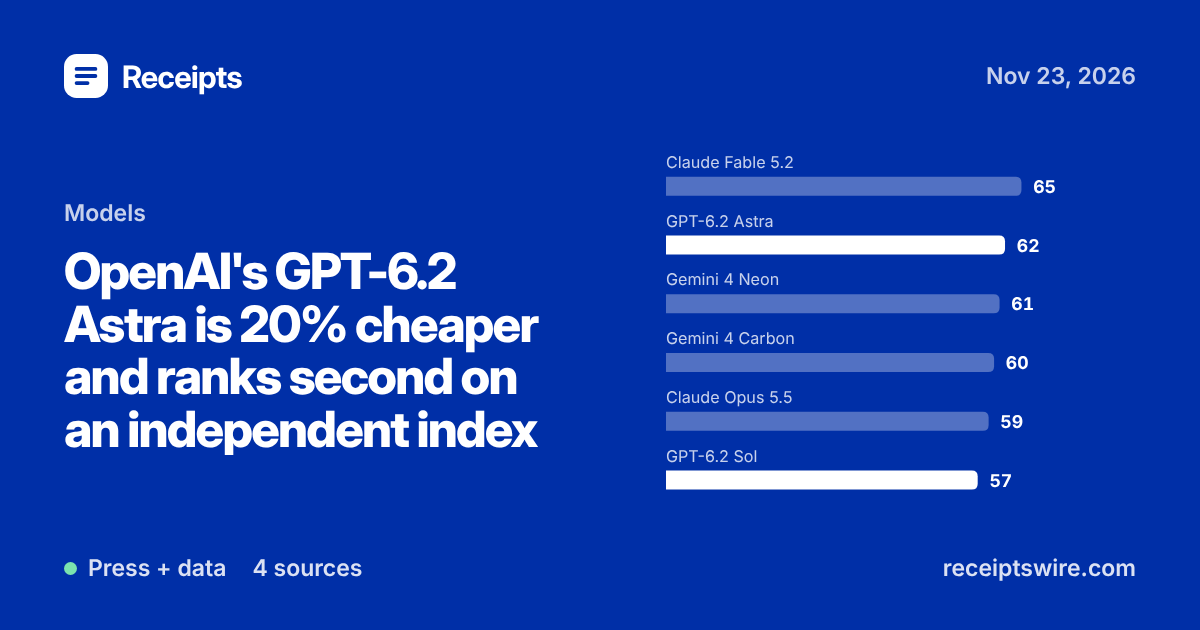 Receipts
Nov 23, 2026
Models
OpenAI's GPT-6.2
Astra is 20% cheaper
and ranks second on
an independent index
Claude Fable 5.2
65
GPT-6.2 Astra
62
Gemini 4 Neon
61
Gemini 4 Carbon
60
Claude Opus 5.5
59
GPT-6.2 Sol
57
Press + data 4 sources
receiptswire.com